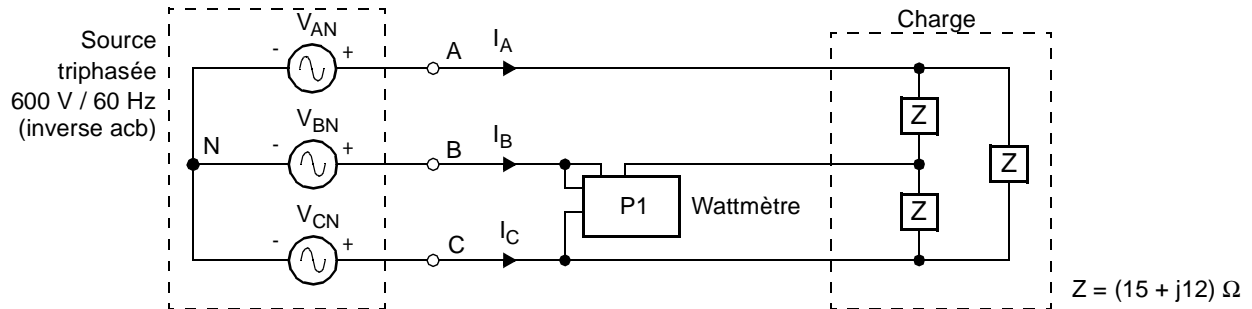 Source
triphasée
600 V / 60 Hz
(inverse acb)
V_AN
- +
A
I_A
Charge
Z
N
V_BN
- +
B
I_B
Z
P1
Wattmètre
Z
V_CN
- +
C
I_C
Z = (15 + j12) Ω